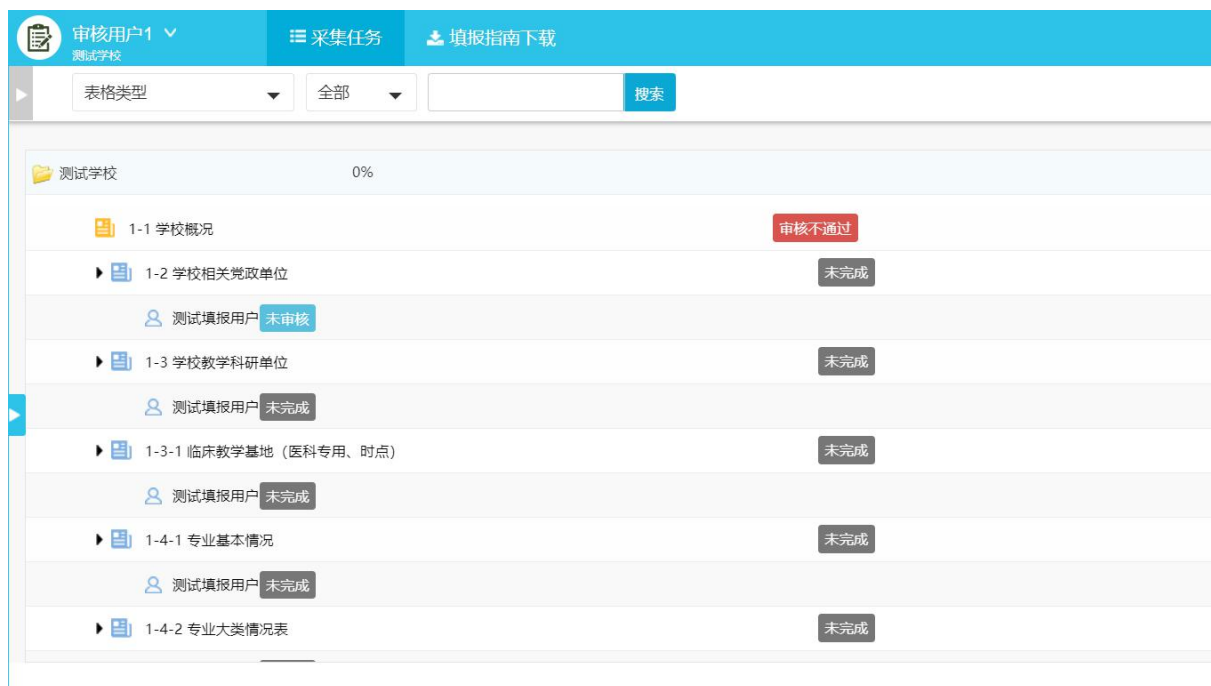 审核用户1
测试学校
采集任务
填报指南下载
表格类型
全部
搜索
测试学校 0%
1-1 学校概况 审核不通过
1-2 学校相关党政单位 未完成
测试填报用户 未审核
1-3 学校教学科研单位 未完成
测试填报用户 未完成
1-3-1 临床教学基地（医科专用、时点） 未完成
测试填报用户 未完成
1-4-1 专业基本情况 未完成
测试填报用户 未完成
1-4-2 专业大类情况表 未完成